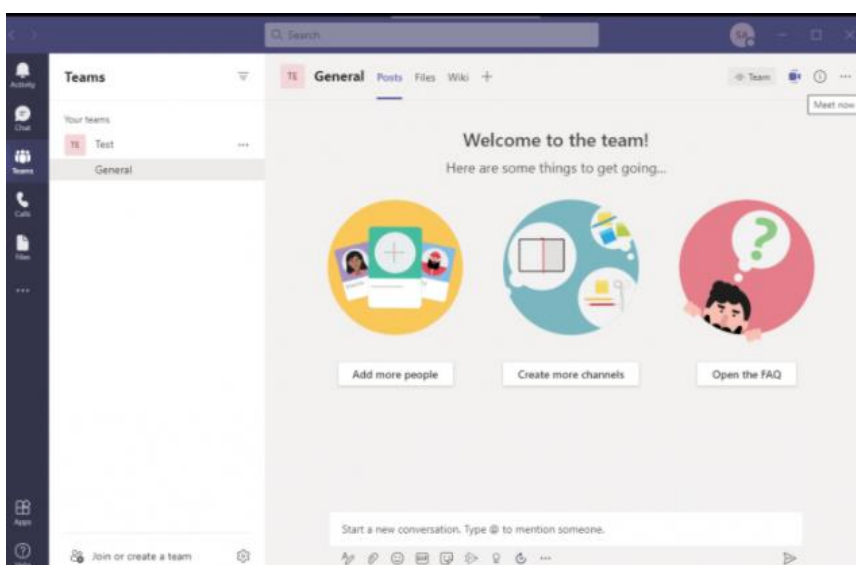 Search
SA
Activity
Chat
Teams
Calls
Files
Apps
Teams
Your teams
TE Test
General
Join or create a team
TE General Posts Files Wiki +
Team
Meet now
Welcome to the team!
Here are some things to get going...
Add more people
Create more channels
Open the FAQ
Start a new conversation. Type @ to mention someone.
GIF